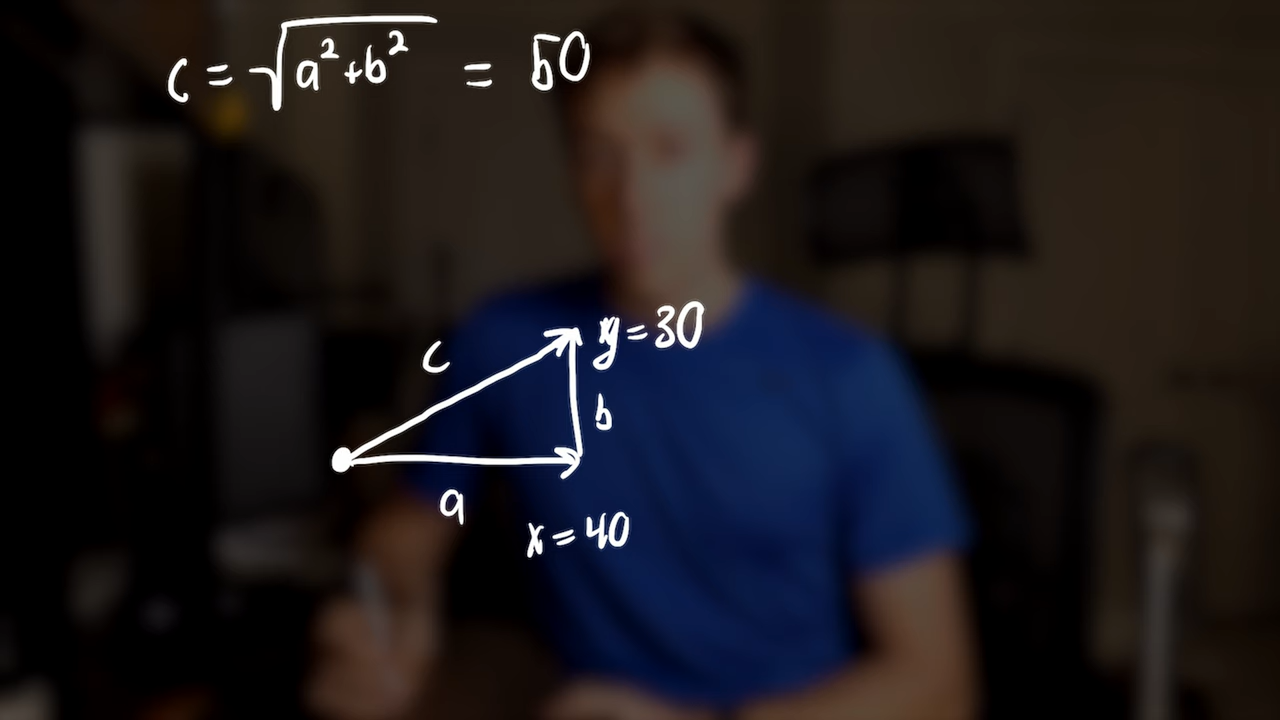 c = √a²+b² = 50
c
y=30
b
a
x=40